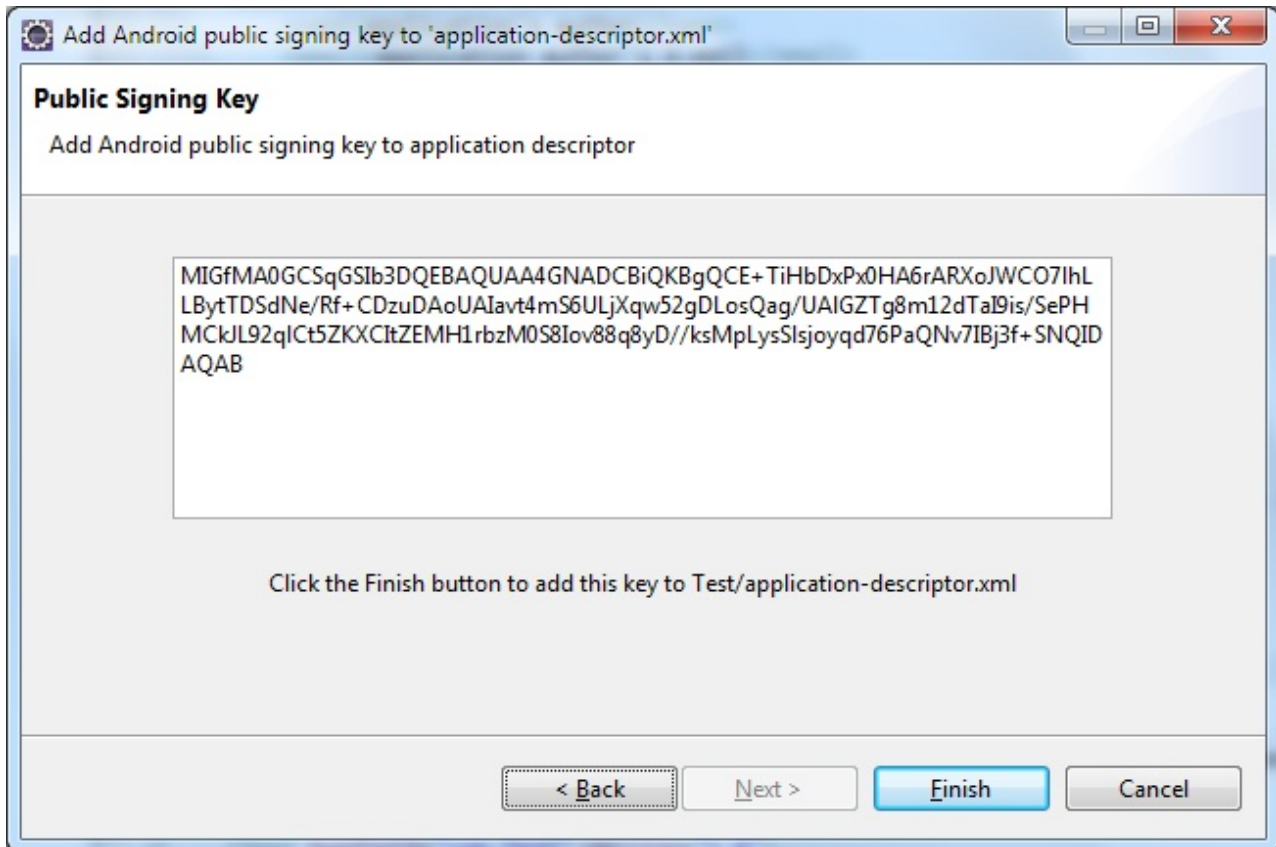 Add Android public signing key to 'application-descriptor.xml'
Public Signing Key
Add Android public signing key to application descriptor
MIGfMA0GCSqGSIb3DQEBAQUAA4GNADCBiQKBgQCE+TiHbDxPx0HA6rARXoJWCO7IhL
LBytTDSdNe/Rf+CDzuDAoUAIavt4mS6ULjXqw52gDLosQag/UAIGZTg8m12dTaI9is/SePH
MCkJL92qICt5ZKXCItZEMH1rbzM0S8Iov88q8yD//ksMpLysSIsjoyqd76PaQNv7IBj3f+SNQID
AQAB
Click the Finish button to add this key to Test/application-descriptor.xml
< Back
Next >
Finish
Cancel